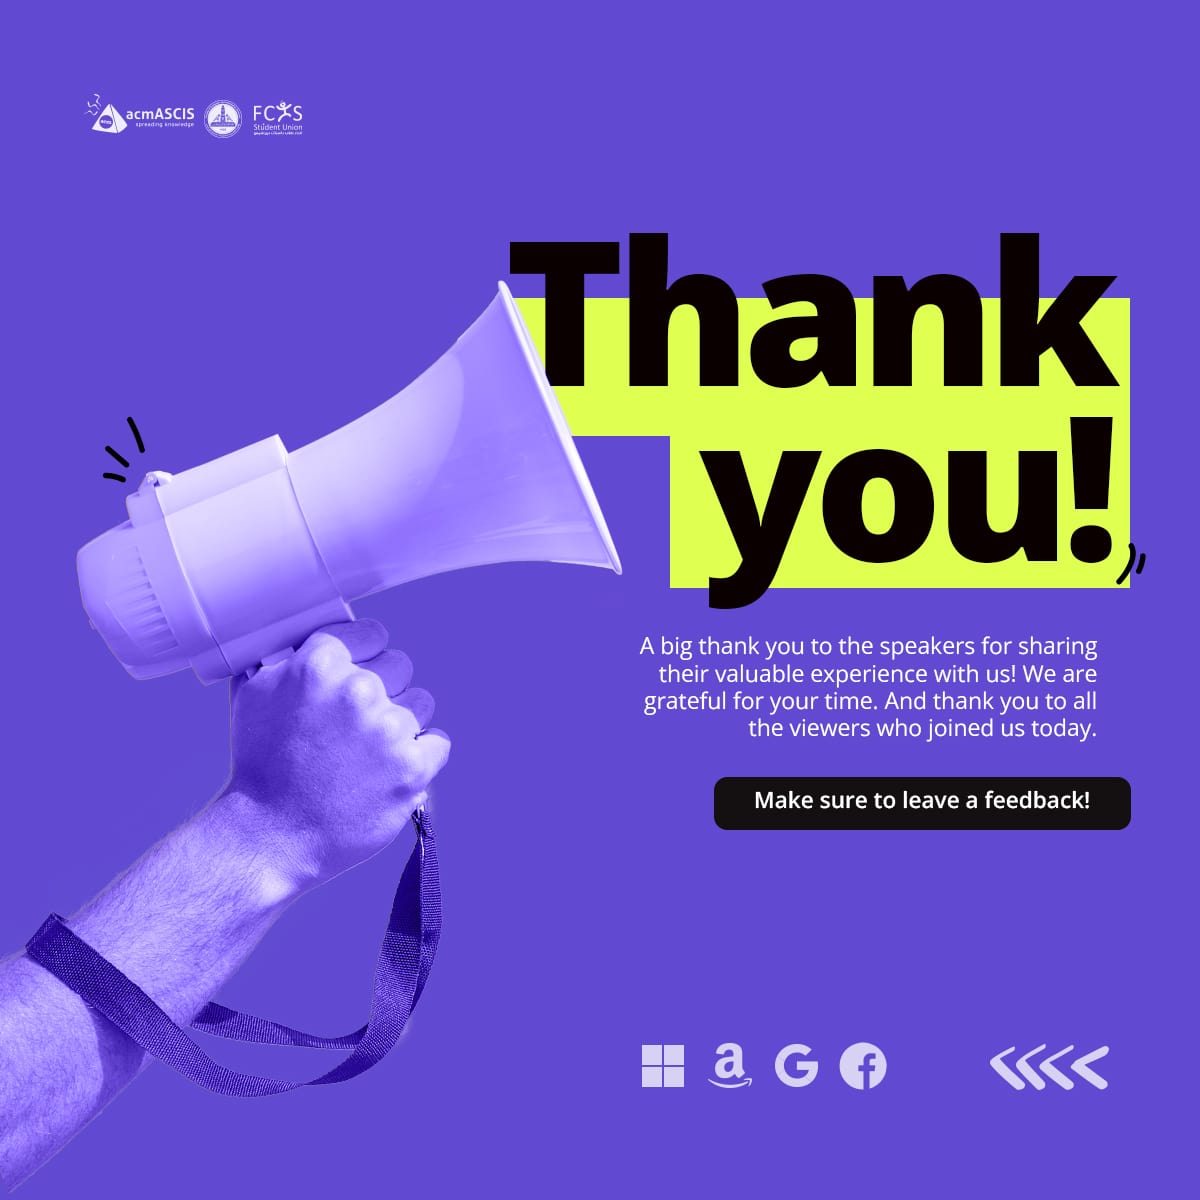 acmASCIS
spreading knowledge
FCIS
Student Union
Thank
you!
A big thank you to the speakers for sharing
their valuable experience with us! We are
grateful for your time. And thank you to all
the viewers who joined us today.
Make sure to leave a feedback!